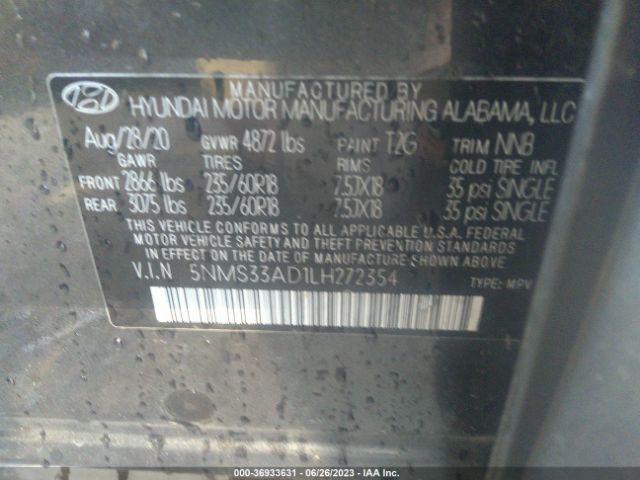 MANUFACTURED BY
HYUNDAI MOTOR MANUFACTURING ALABAMA, LLC
Aug/28/20 GVWR 4872 lbs PAINT T2G TRIM NNB
GAWR TIRES RIMS COLD TIRE INFL
FRONT 2866 lbs 235/60R18 7.5JX18 35 psi SINGLE
REAR 3075 lbs 235/60R18 7.5JX18 35 psi SINGLE
THIS VEHICLE CONFORMS TO ALL APPLICABLE U.S.A. FEDERAL
MOTOR VEHICLE SAFETY AND THEFT PREVENTION STANDARDS IN
EFFECT ON THE DATE OF MANUFACTURE SHOWN ABOVE.
V.I.N 5NMS33AD1LH272354 TYPE: MPV
000-36933631 - 06/26/2023 - IAA Inc.